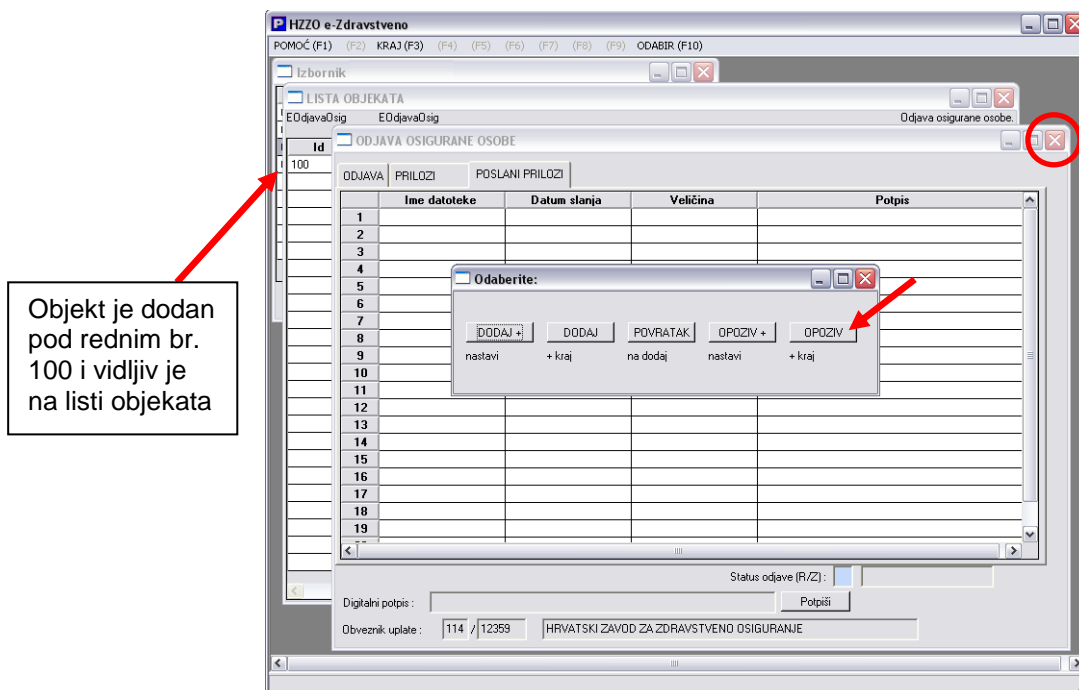 HZZO e-Zdravstveno
POMOĆ (F1) (F2) KRAJ (F3) (F4) (F5) (F6) (F7) (F8) (F9) ODABIR (F10)
Izbornik
LISTA OBJEKATA
EOdjavaOsig EOdjavaOsig Odjava osigurane osobe.
Id
100
ODJAVA OSIGURANE OSOBE
ODJAVA PRILOZI POSLANI PRILOZI
Ime datoteke Datum slanja Veličina Potpis
1
2
3
4
5
6
7
8
9
10
11
12
13
14
15
16
17
18
19
Odaberite:
DODAJ + DODAJ POVRATAK OPOZIV + OPOZIV
nastavi + kraj na dodaj nastavi + kraj
Status odjave (R/Z) :
Digitalni potpis : Potpiši
Obveznik uplate : 114 / 12359 HRVATSKI ZAVOD ZA ZDRAVSTVENO OSIGURANJE
Objekt je dodan
pod rednim br.
100 i vidljiv je
na listi objekata